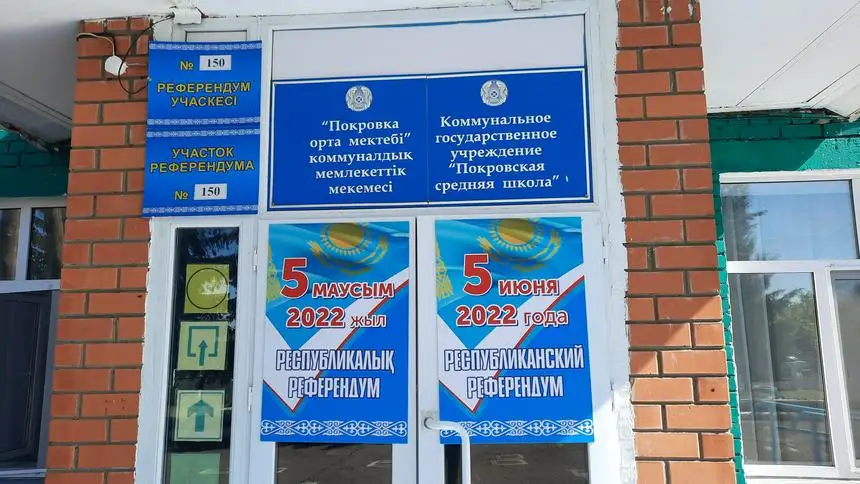 № 150
РЕФЕРЕНДУМ
УЧАСКЕСІ
УЧАСТОК
РЕФЕРЕНДУМА
№ 150
"Покровка
орта мектебі"
коммуналдық
мемлекеттік
мекемесі
Коммунальное
государственное
учреждение
"Покровская
средняя школа"
5 МАУСЫМ
2022 ЖЫЛ
РЕСПУБЛИКАЛЫҚ
РЕФЕРЕНДУМ
5 ИЮНЯ
2022 года
РЕСПУБЛИКАНСКИЙ
РЕФЕРЕНДУМ